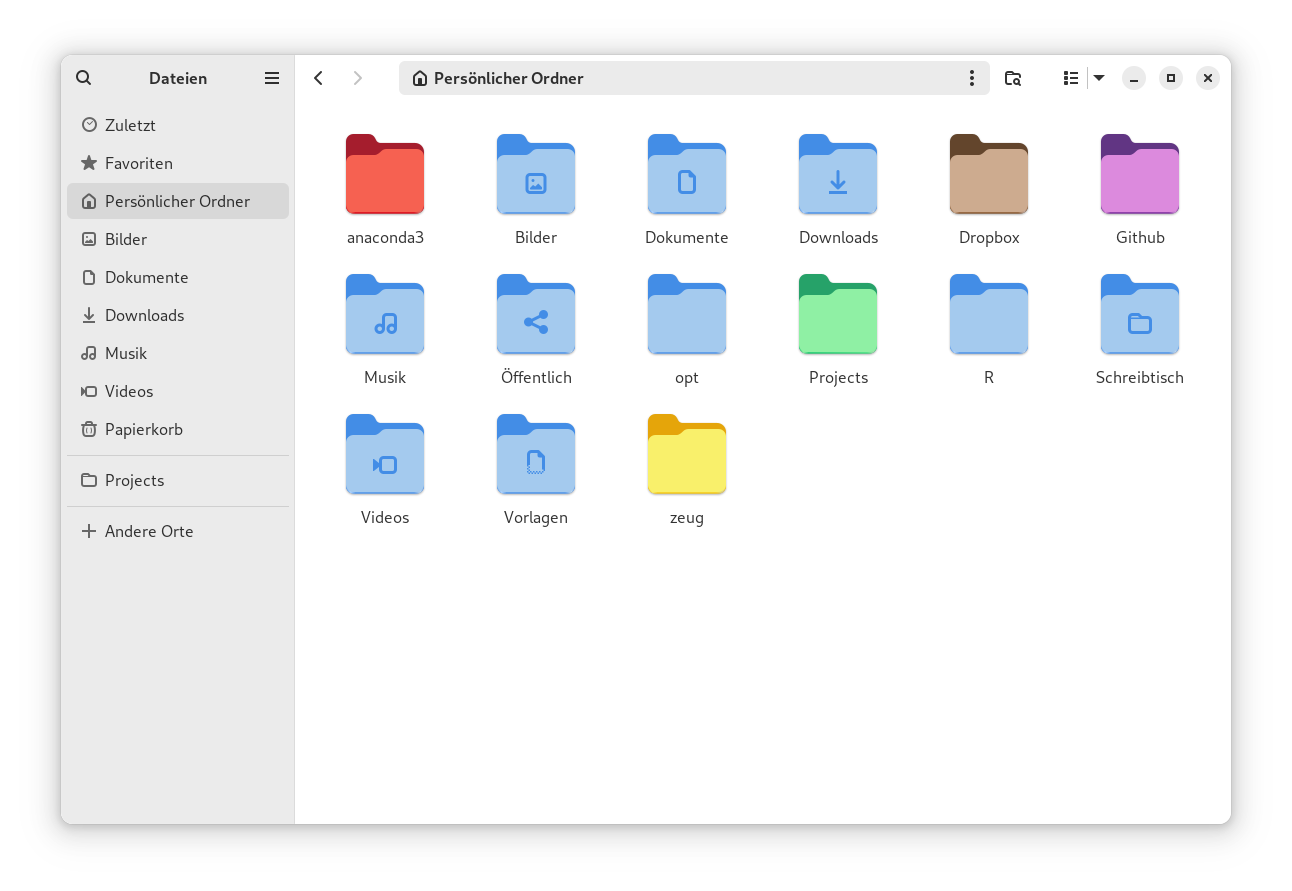 Dateien
Zuletzt
Favoriten
Persönlicher Ordner
Bilder
Dokumente
Downloads
Musik
Videos
Papierkorb
Projects
Andere Orte
Persönlicher Ordner
anaconda3
Bilder
Dokumente
Downloads
Dropbox
Github
Musik
Öffentlich
opt
Projects
R
Schreibtisch
Videos
Vorlagen
zeug